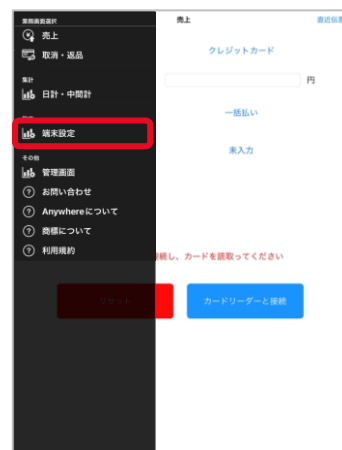 業務画面選択
売上
直近伝票
売上
取消・返品
クレジットカード
集計
円
日計・中間計
一括払い
端末設定
未入力
その他
管理画面
お問い合わせ
Anywhereについて
商標について
利用規約
続し、カードを読取ってください
リセット
カードリーダーと接続